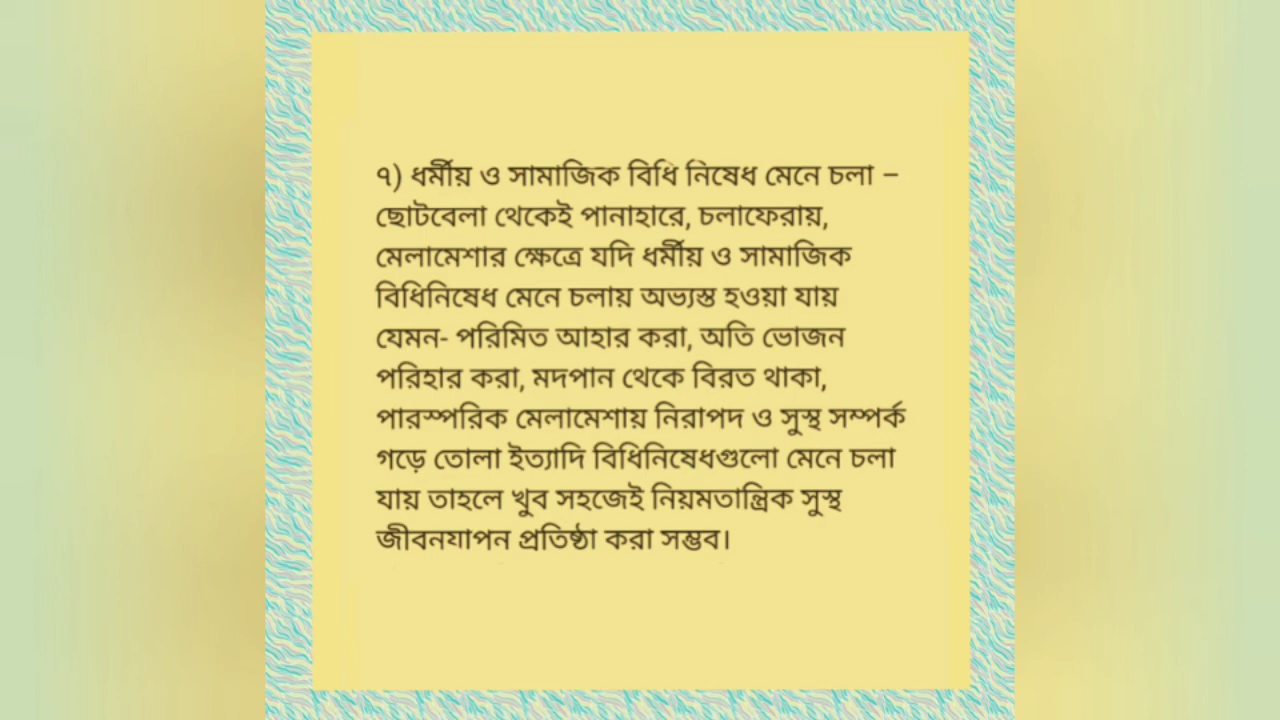 ৭) ধর্মীয় ও সামাজিক বিধি নিষেধ মেনে চলা –
ছোটবেলা থেকেই পানাহারে, চলাফেরায়,
মেলামেশার ক্ষেত্রে যদি ধর্মীয় ও সামাজিক
বিধিনিষেধ মেনে চলায় অভ্যস্ত হওয়া যায়
যেমন- পরিমিত আহার করা, অতি ভোজন
পরিহার করা, মদপান থেকে বিরত থাকা,
পারস্পরিক মেলামেশায় নিরাপদ ও সুস্থ সম্পর্ক
গড়ে তোলা ইত্যাদি বিধিনিষেধগুলো মেনে চলা
যায় তাহলে খুব সহজেই নিয়মতান্ত্রিক সুস্থ
জীবনযাপন প্রতিষ্ঠা করা সম্ভব।